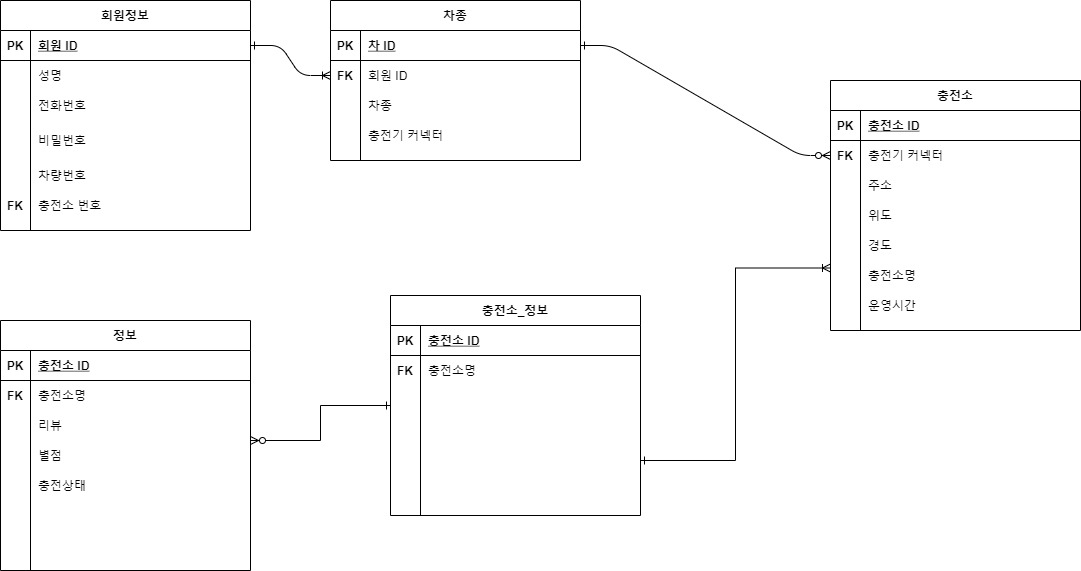 회원정보
PK 회원 ID
성명
전화번호
비밀번호
차량번호
FK 충전소 번호
차종
PK 차 ID
FK 회원 ID
차종
충전기 커넥터
충전소
PK 충전소 ID
FK 충전기 커넥터
주소
위도
경도
충전소명
운영시간
정보
PK 충전소 ID
FK 충전소명
리뷰
별점
충전상태
충전소_정보
PK 충전소 ID
FK 충전소명